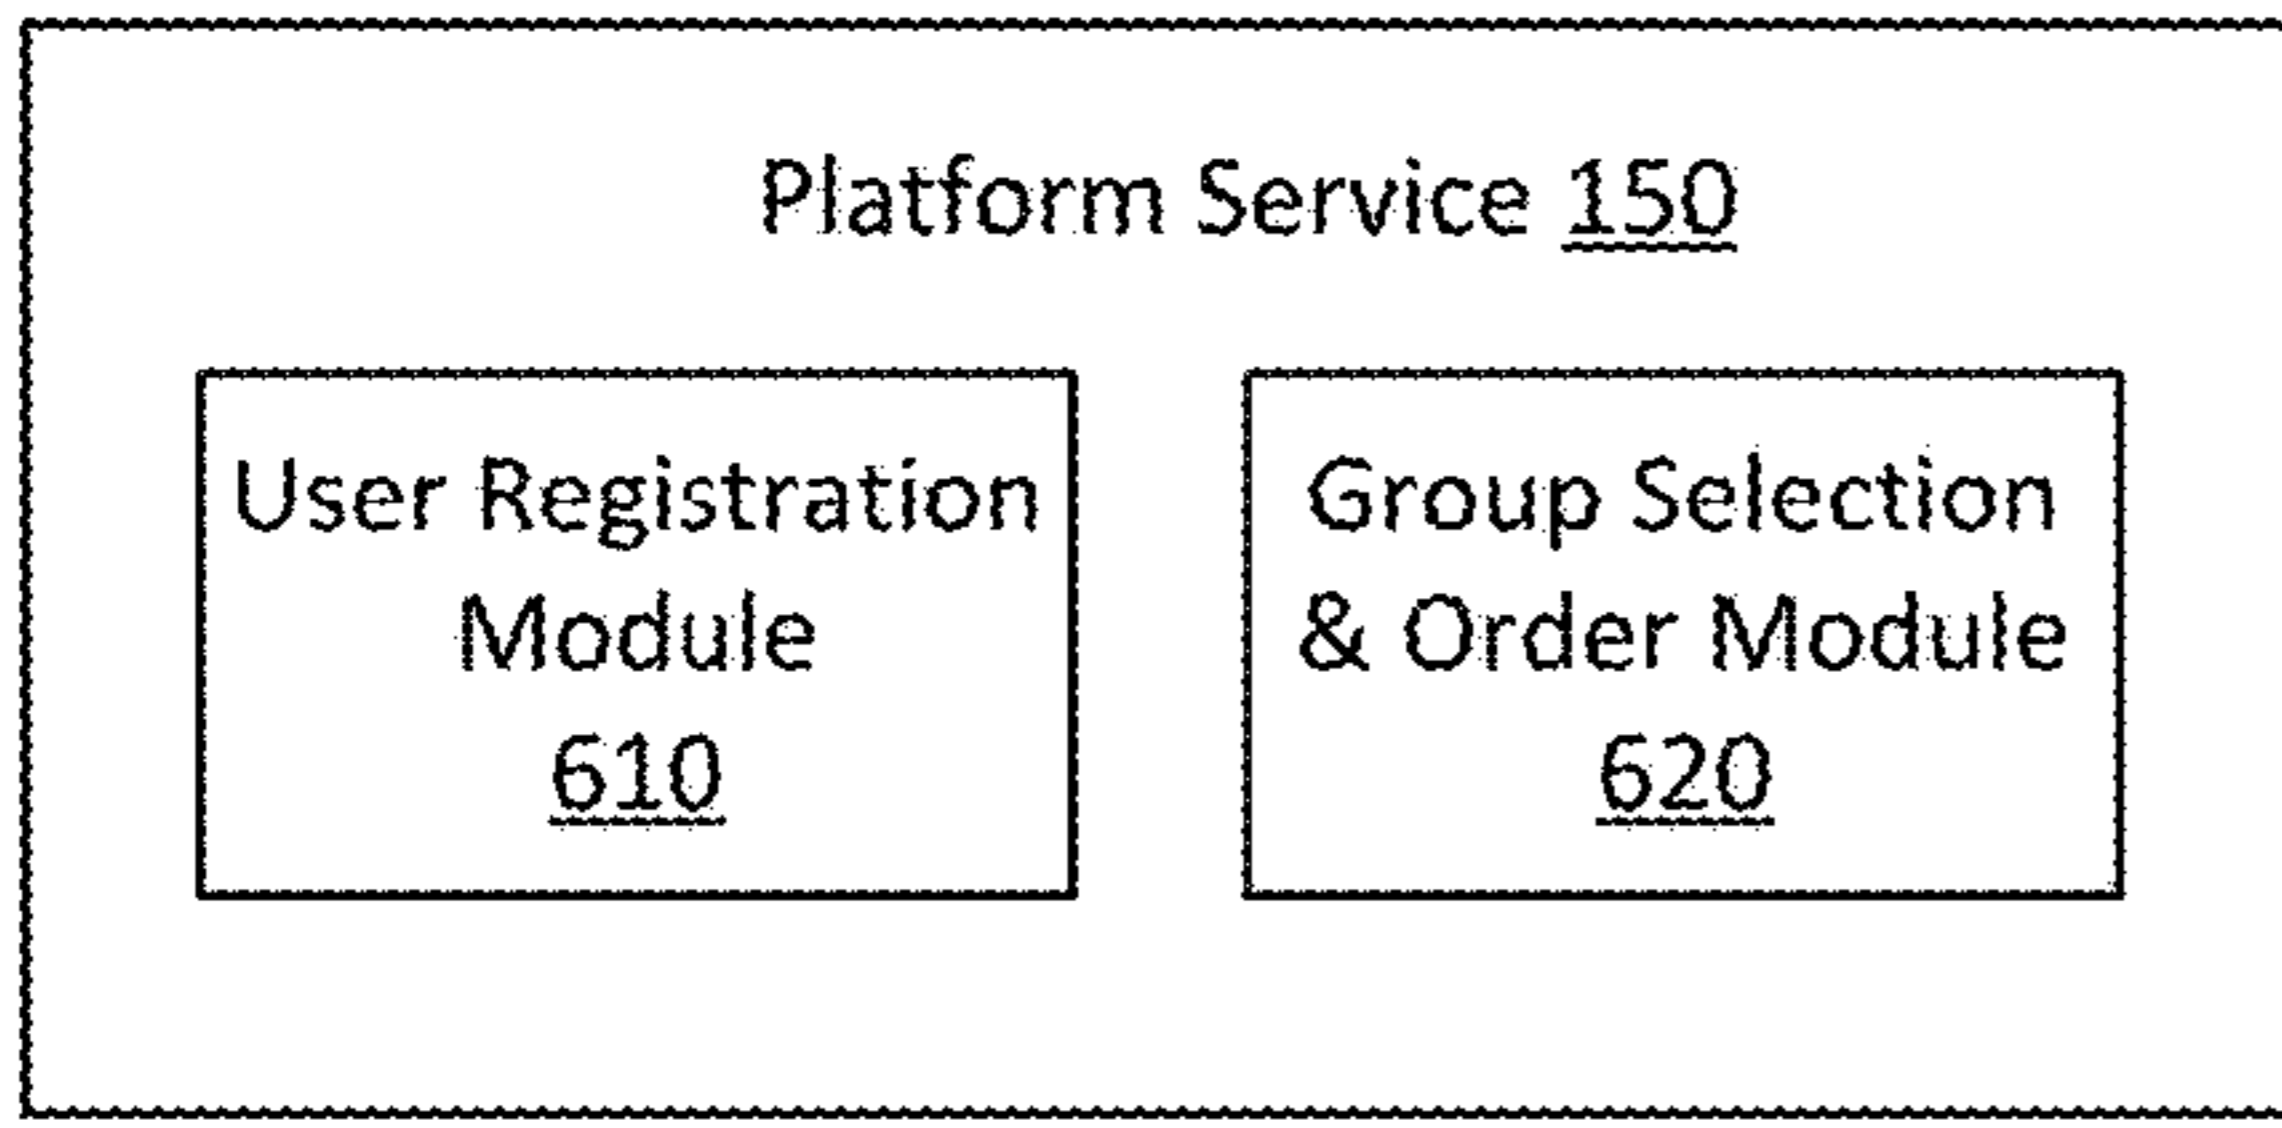 Platform Service 150
User Registration
Module
610
Group Selection
& Order Module
620